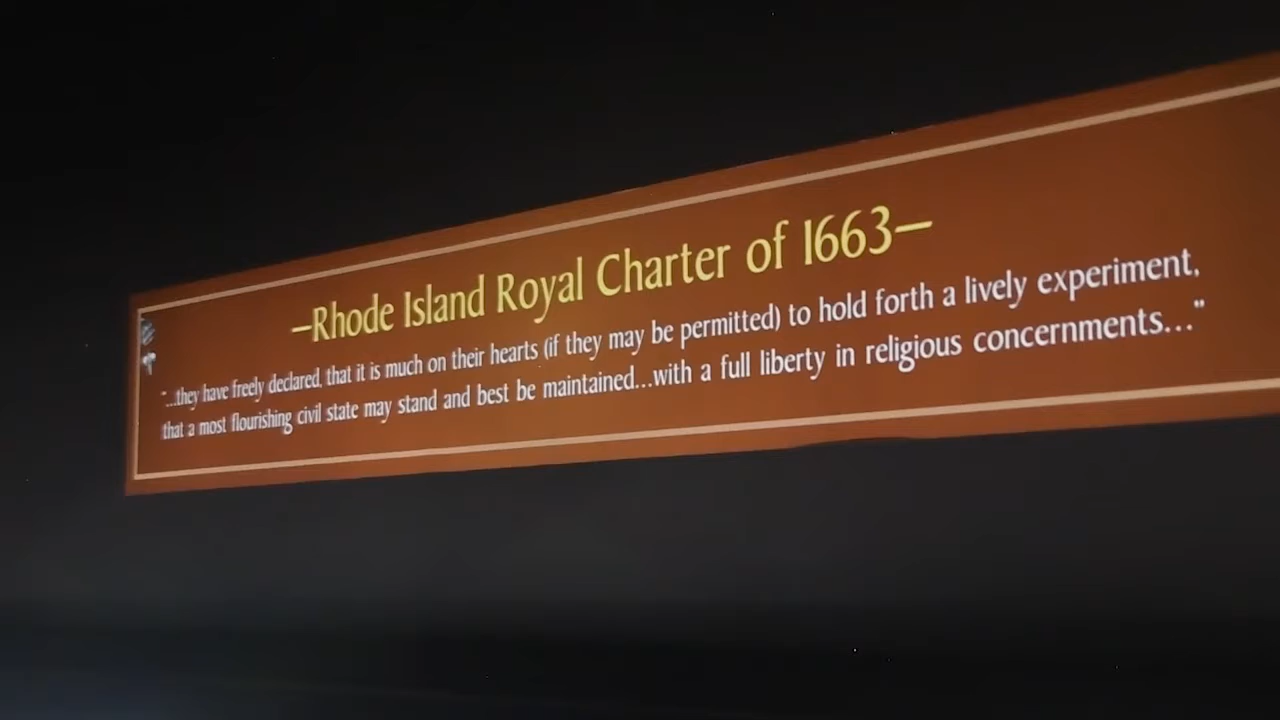 –Rhode Island Royal Charter of 1663–
"...they have freely declared, that it is much on their hearts (if they may be permitted) to hold forth a lively experiment,
that a most flourishing civil state may stand and best be maintained...with a full liberty in religious concernments..."